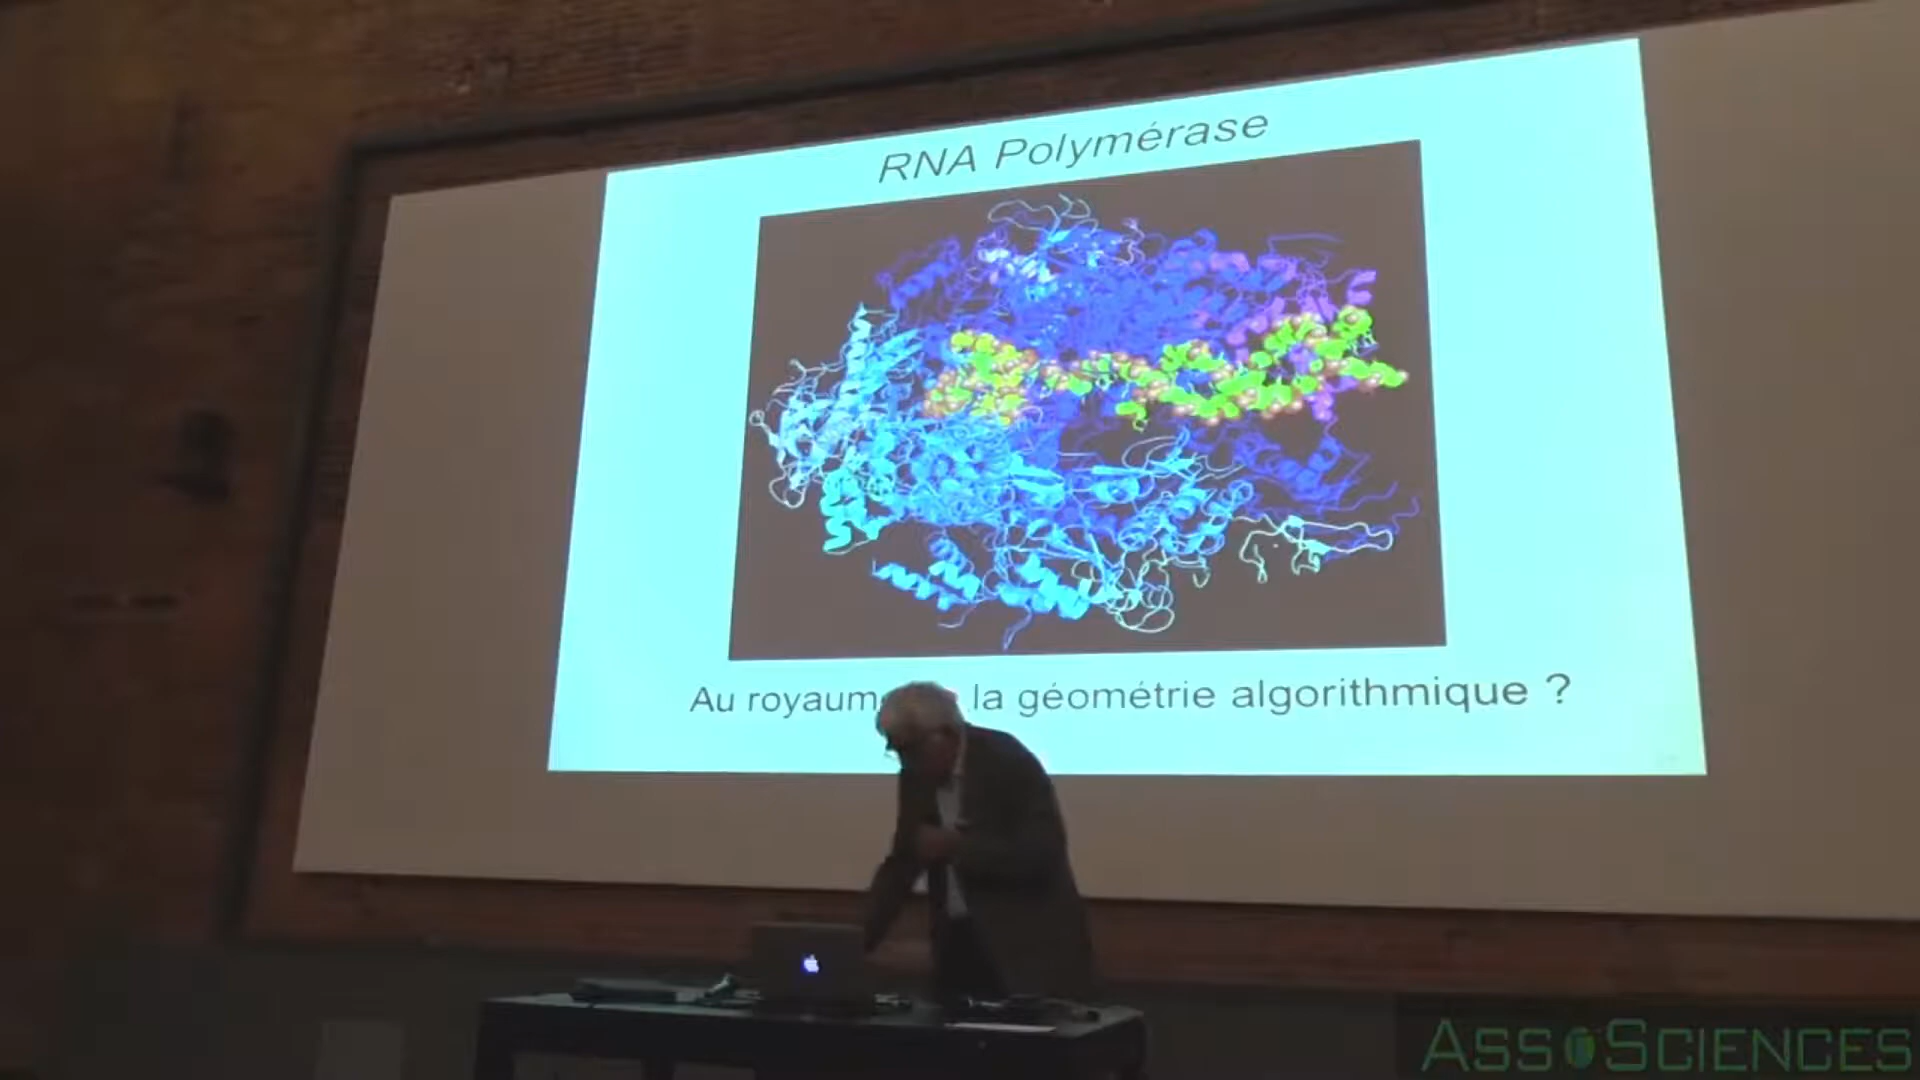 RNA Polymérase
Au royaum la géométrie algorithmique ?
ASSOSCIENCES